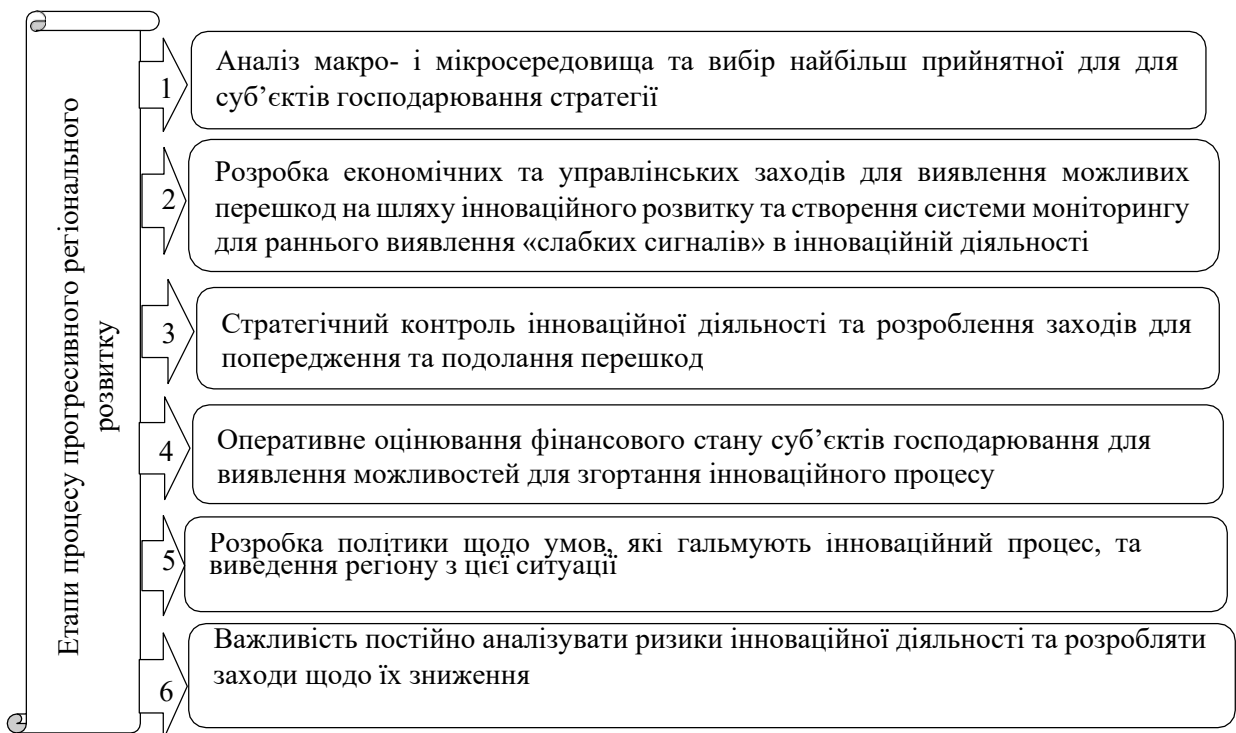 Етапи процесу прогресивного регіонального
розвитку
1
Аналіз макро- і мікросередовища та вибір найбільш прийнятної для для
суб’єктів господарювання стратегії
2
Розробка економічних та управлінських заходів для виявлення можливих
перешкод на шляху інноваційного розвитку та створення системи моніторингу
для раннього виявлення «слабких сигналів» в інноваційній діяльності
3
Стратегічний контроль інноваційної діяльності та розроблення заходів для
попередження та подолання перешкод
4
Оперативне оцінювання фінансового стану суб’єктів господарювання для
виявлення можливостей для згортання інноваційного процесу
5
Розробка політики щодо умов, які гальмують інноваційний процес, та
виведення регіону з цієї ситуації
6
Важливість постійно аналізувати ризики інноваційної діяльності та розробляти
заходи щодо їх зниження